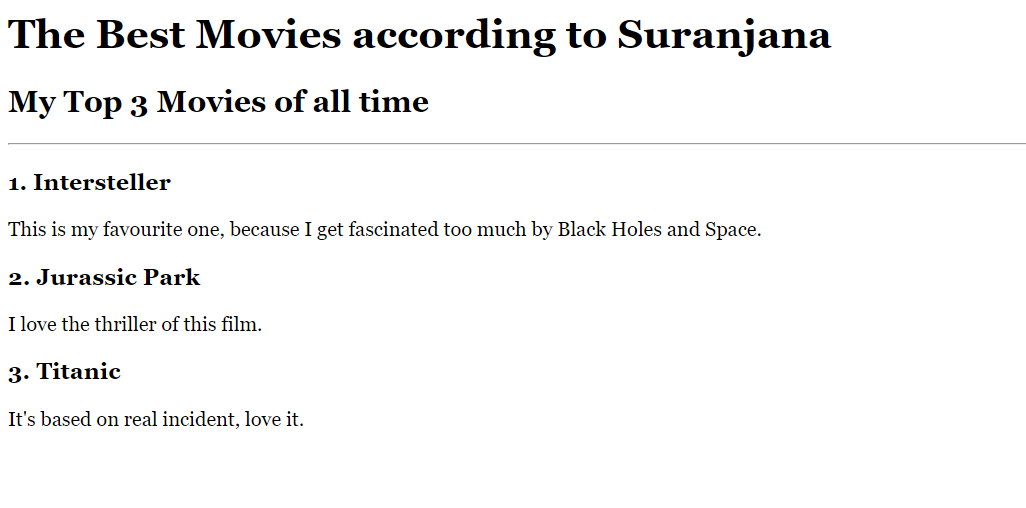 The Best Movies according to Suranjana
My Top 3 Movies of all time
1. Intersteller
This is my favourite one, because I get fascinated too much by Black Holes and Space.
2. Jurassic Park
I love the thriller of this film.
3. Titanic
It's based on real incident, love it.